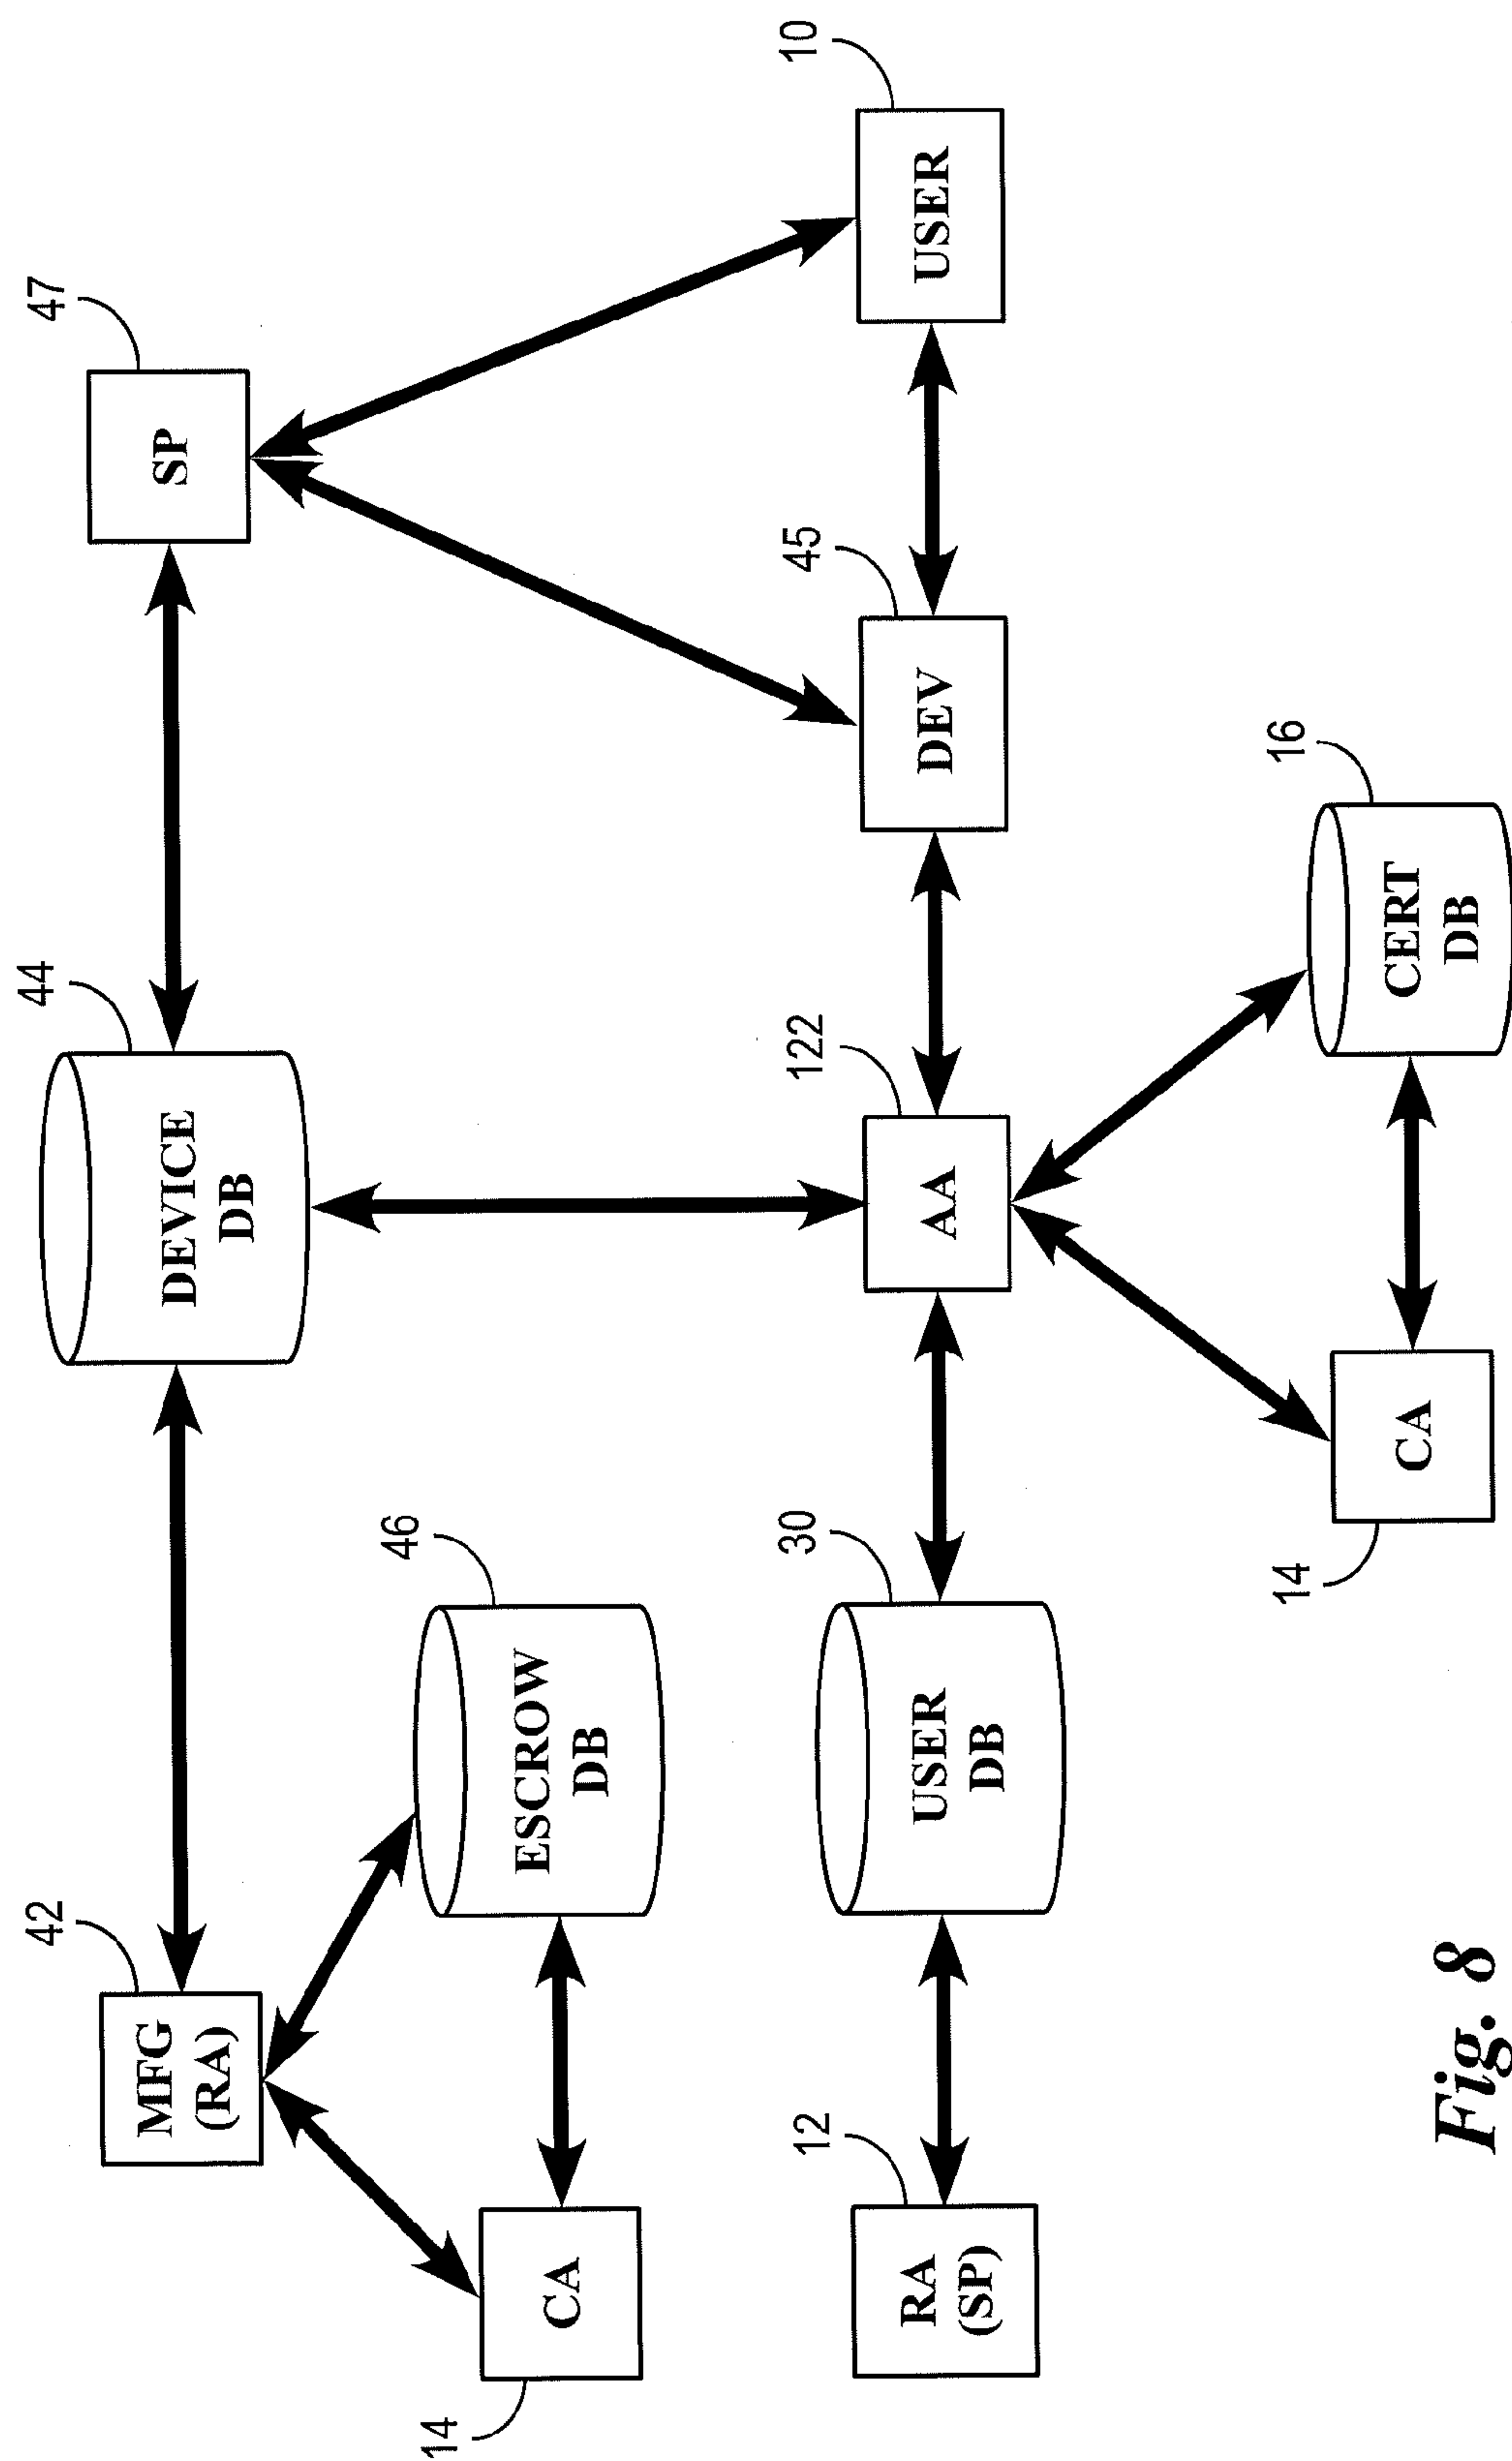 42
MFG
(RA)
44
DEVICE
DB
47
SP
14
CA
46
ESCROW
DB
12
RA
(SP)
30
USER
DB
122
AA
45
DEV
10
USER
14
CA
16
CERT
DB
Fig. 8